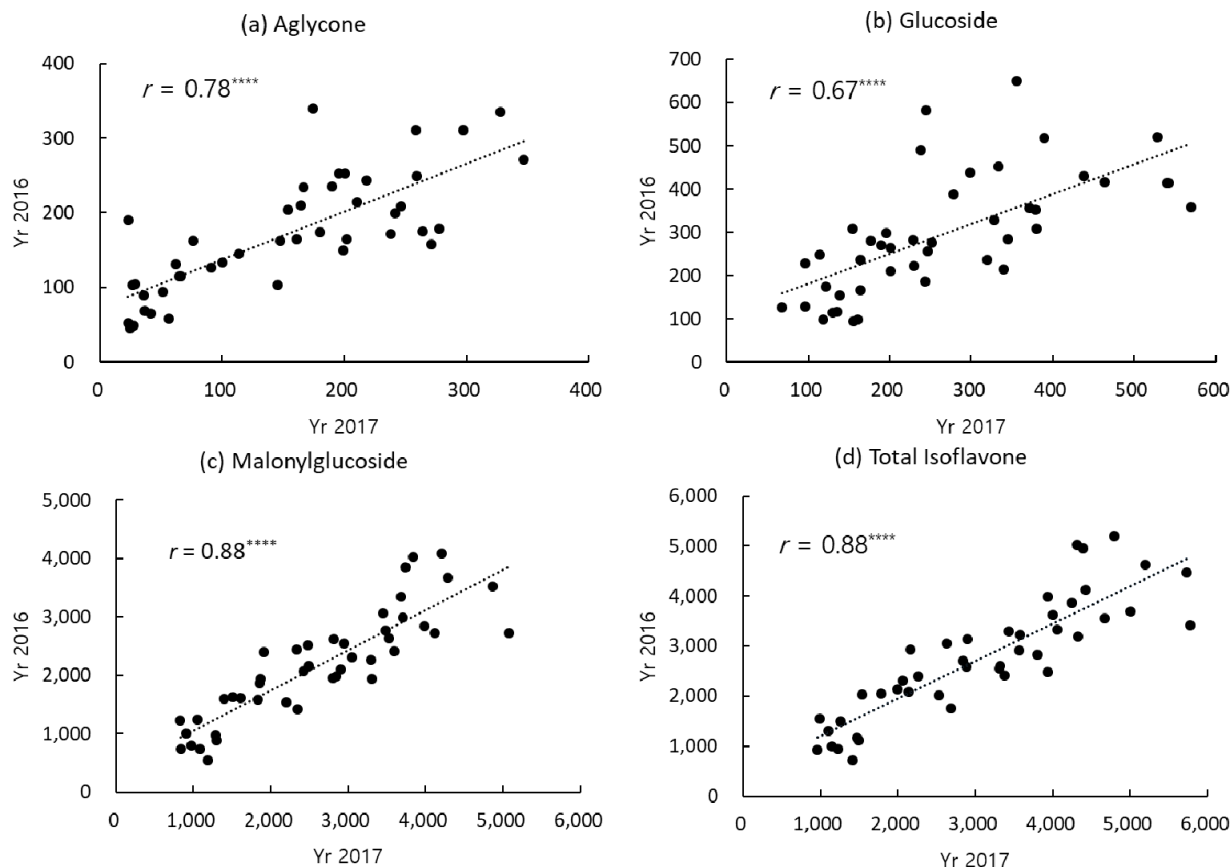 (a) Aglycone
r = 0.78****
400
300
200
100
0
Yr 2016
0 100 200 300 400
Yr 2017
(b) Glucoside
r = 0.67****
700
600
500
400
300
200
100
0
Yr 2016
0 100 200 300 400 500 600
Yr 2017
(c) Malonylglucoside
r = 0.88****
5,000
4,000
3,000
2,000
1,000
0
Yr 2016
0 1,000 2,000 3,000 4,000 5,000 6,000
Yr 2017
(d) Total Isoflavone
r = 0.88****
6,000
5,000
4,000
3,000
2,000
1,000
0
Yr 2016
0 1,000 2,000 3,000 4,000 5,000 6,000
Yr 2017